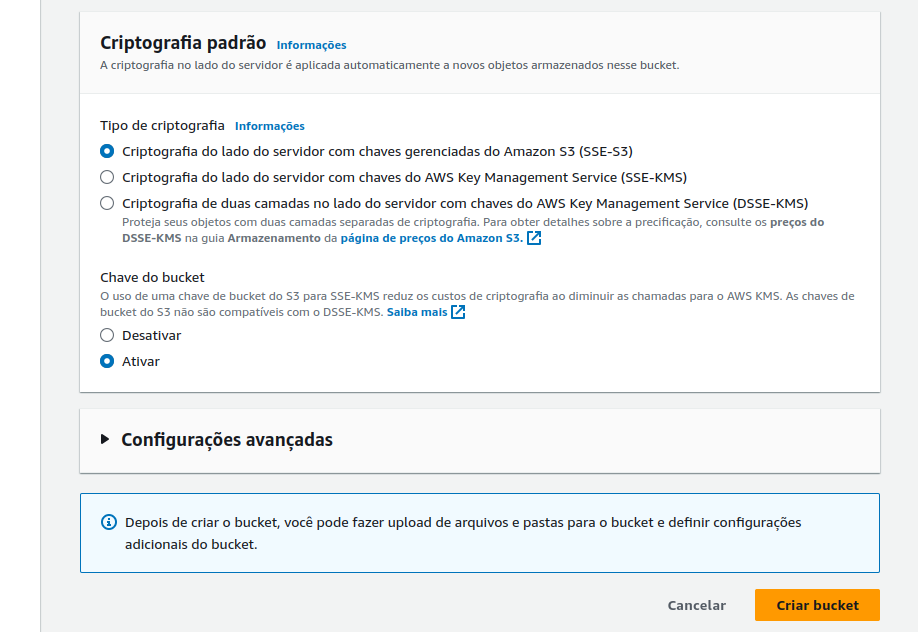 Criptografia padrão Informações
A criptografia no lado do servidor é aplicada automaticamente a novos objetos armazenados nesse bucket.
Tipo de criptografia Informações
Criptografia do lado do servidor com chaves gerenciadas do Amazon S3 (SSE-S3)
Criptografia do lado do servidor com chaves do AWS Key Management Service (SSE-KMS)
Criptografia de duas camadas no lado do servidor com chaves do AWS Key Management Service (DSSE-KMS)
Proteja seus objetos com duas camadas separadas de criptografia. Para obter detalhes sobre a precificação, consulte os preços do
DSSE-KMS na guia Armazenamento da página de preços do Amazon S3.
Chave do bucket
O uso de uma chave de bucket do S3 para SSE-KMS reduz os custos de criptografia ao diminuir as chamadas para o AWS KMS. As chaves de
bucket do S3 não são compatíveis com o DSSE-KMS. Saiba mais
Desativar
Ativar
Configurações avançadas
Depois de criar o bucket, você pode fazer upload de arquivos e pastas para o bucket e definir configurações
adicionais do bucket.
Cancelar Criar bucket